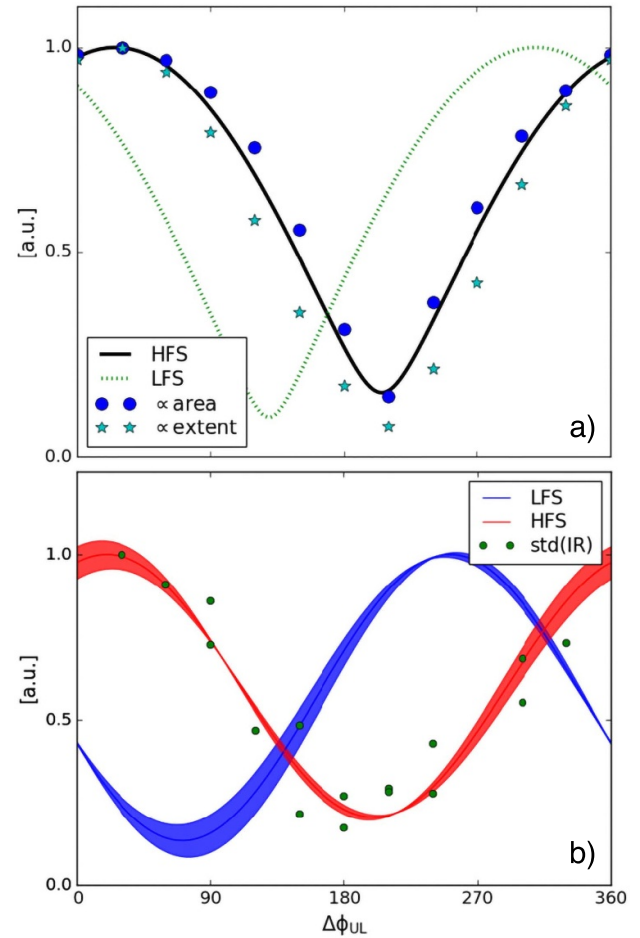 1.0
0.5
0.0
[a.u.]
HFS
LFS
∝area
∝extent
a)
LFS
HFS
std(IR)
1.0
0.5
0.0
[a.u.]
b)
0 90 180 270 360
Δϕ_UL